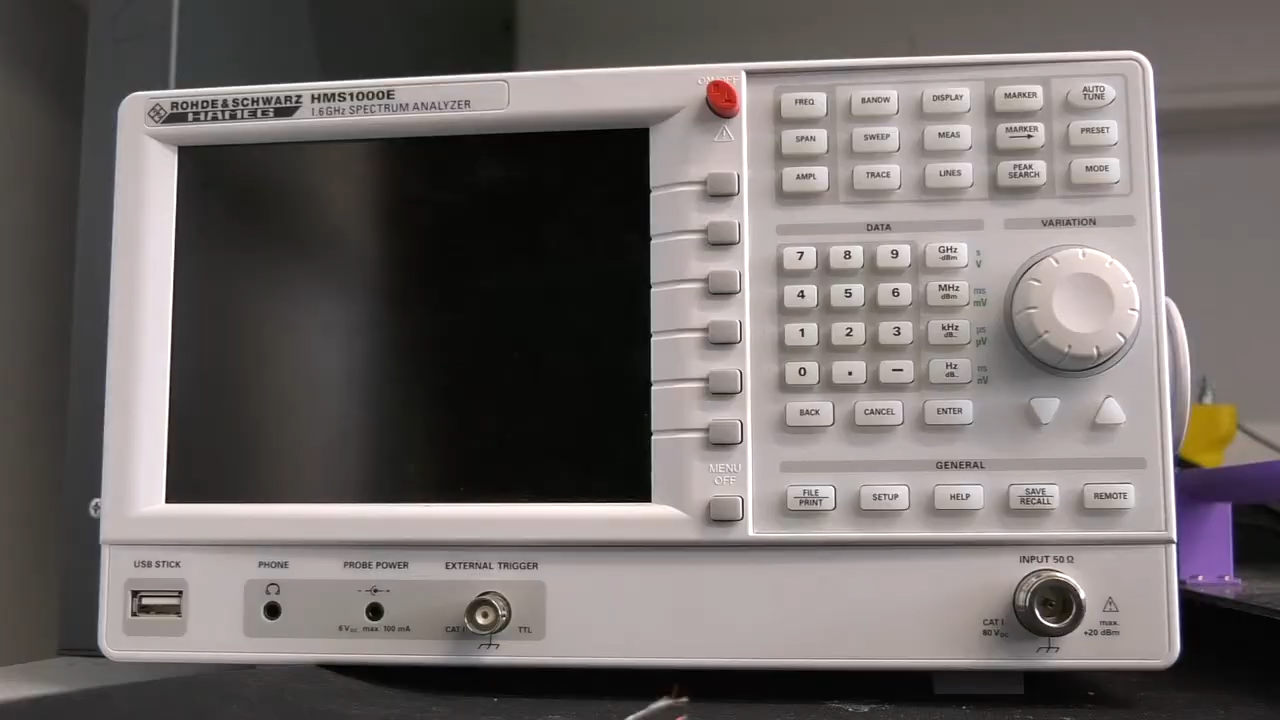 ROHDE & SCHWARZ HMS1000E
HAMEG 1.6GHz SPECTRUM ANALYZER
ON/OFF
FREQ BANDW DISPLAY MARKER AUTO TUNE
SPAN SWEEP MEAS MARKER PRESET
AMPL TRACE LINES PEAK SEARCH MODE
DATA VARIATION
7 8 9 GHz -dBm s V
4 5 6 MHz dBm ms mV
1 2 3 kHz dB.. µs µV
0 . − Hz dB.. ns nV
BACK CANCEL ENTER
MENU OFF
GENERAL
FILE PRINT SETUP HELP SAVE RECALL REMOTE
USB STICK PHONE PROBE POWER EXTERNAL TRIGGER INPUT 50 Ω
6 VDC max. 100 mA CAT I TTL
CAT I 80 VDC max. +20 dBm